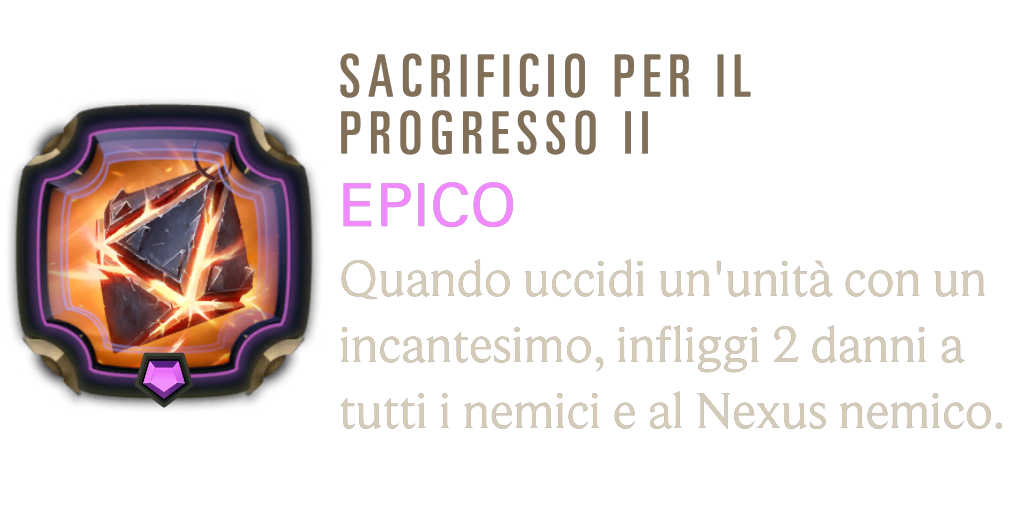 SACRIFICIO PER IL
PROGRESSO II
EPICO
Quando uccidi un'unità con un
incantesimo, infliggi 2 danni a
tutti i nemici e al Nexus nemico.